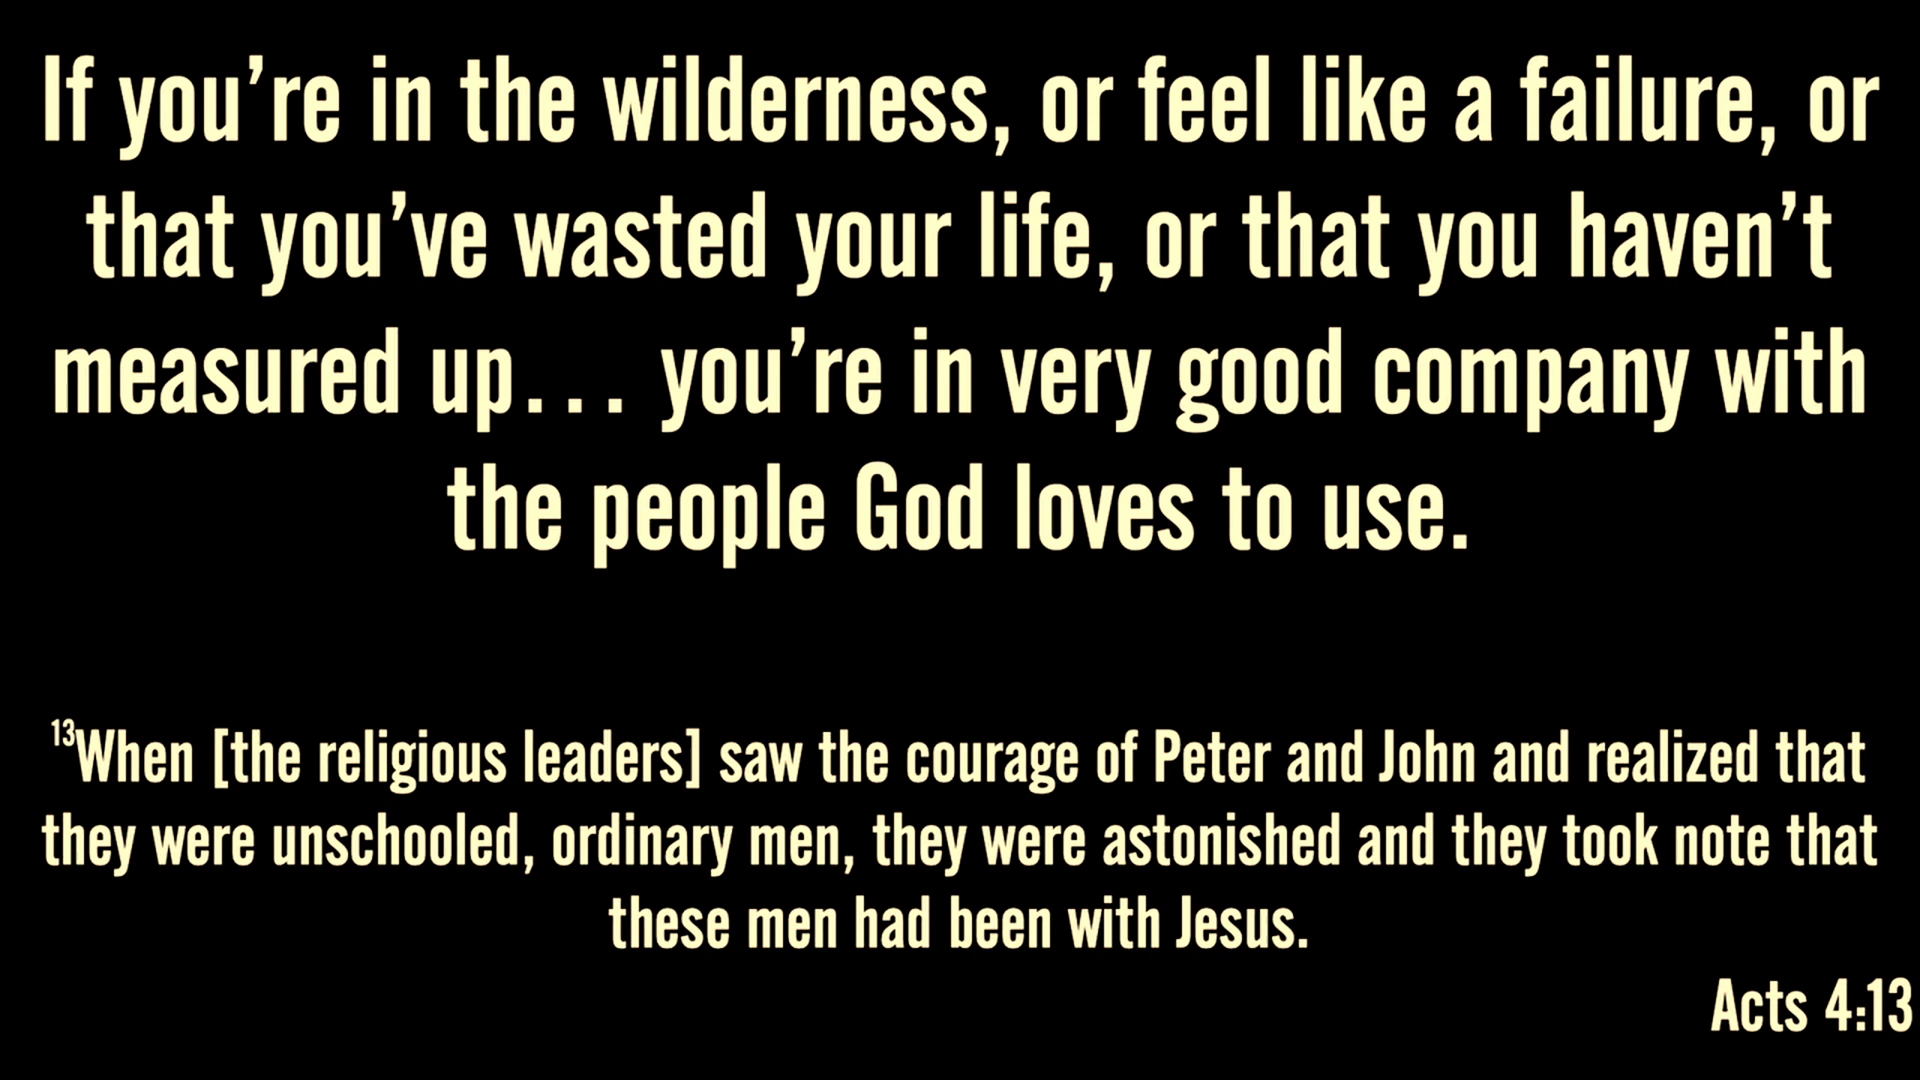 If you’re in the wilderness, or feel like a failure, or
that you’ve wasted your life, or that you haven’t
measured up... you’re in very good company with
the people God loves to use.
¹³When [the religious leaders] saw the courage of Peter and John and realized that
they were unschooled, ordinary men, they were astonished and they took note that
these men had been with Jesus.
Acts 4:13